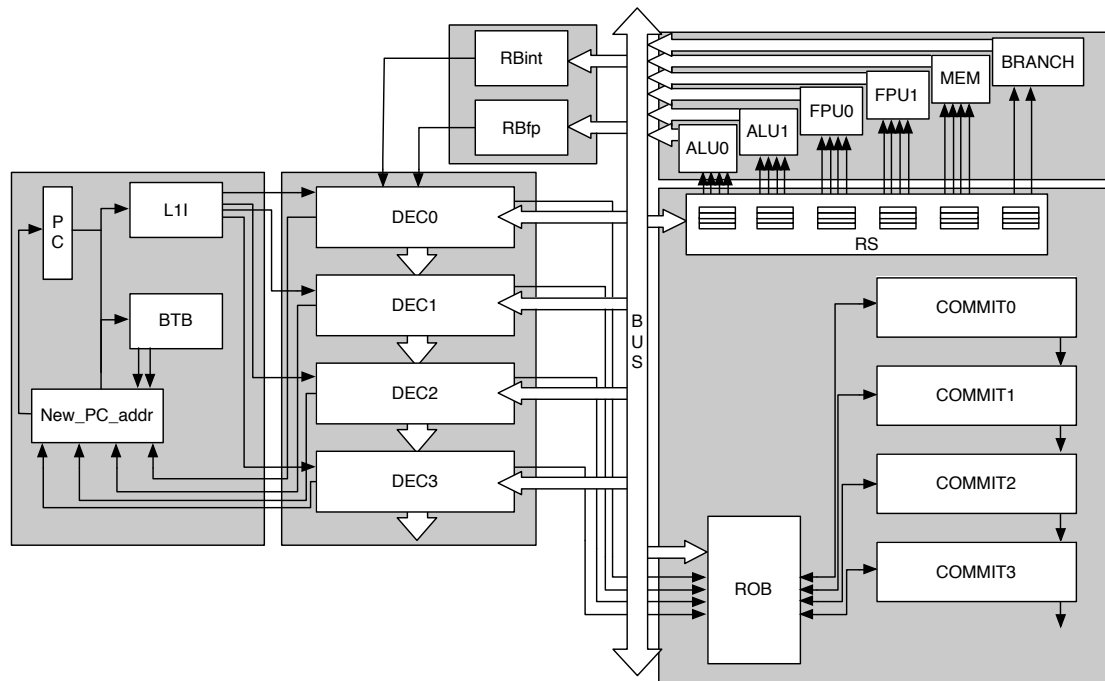 RBint
RBfp
BRANCH
MEM
FPU1
FPU0
ALU1
ALU0
P
C
L1I
BTB
New_PC_addr
DEC0
DEC1
DEC2
DEC3
B
U
S
RS
ROB
COMMIT0
COMMIT1
COMMIT2
COMMIT3